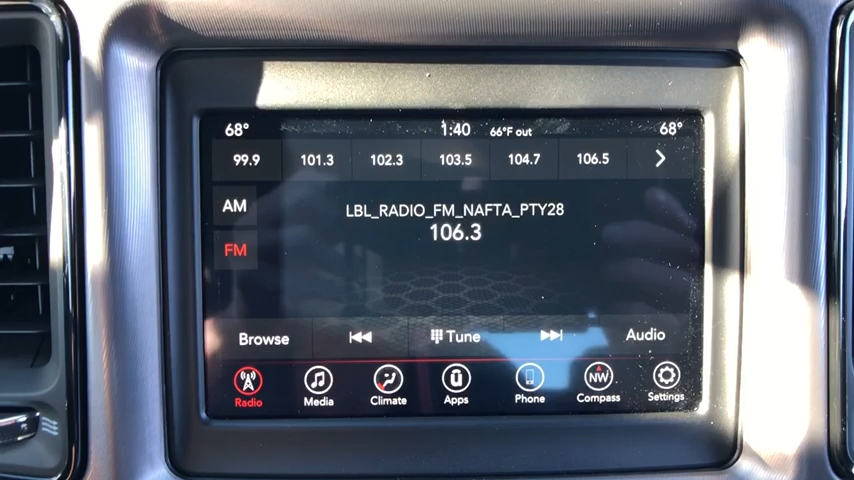 68° 1:40 66°F out 68°
99.9 101.3 102.3 103.5 104.7 106.5
AM
LBL_RADIO_FM_NAFTA_PTY28
106.3
FM
Browse Tune Audio
NW
Radio Media Climate Apps Phone Compass Settings